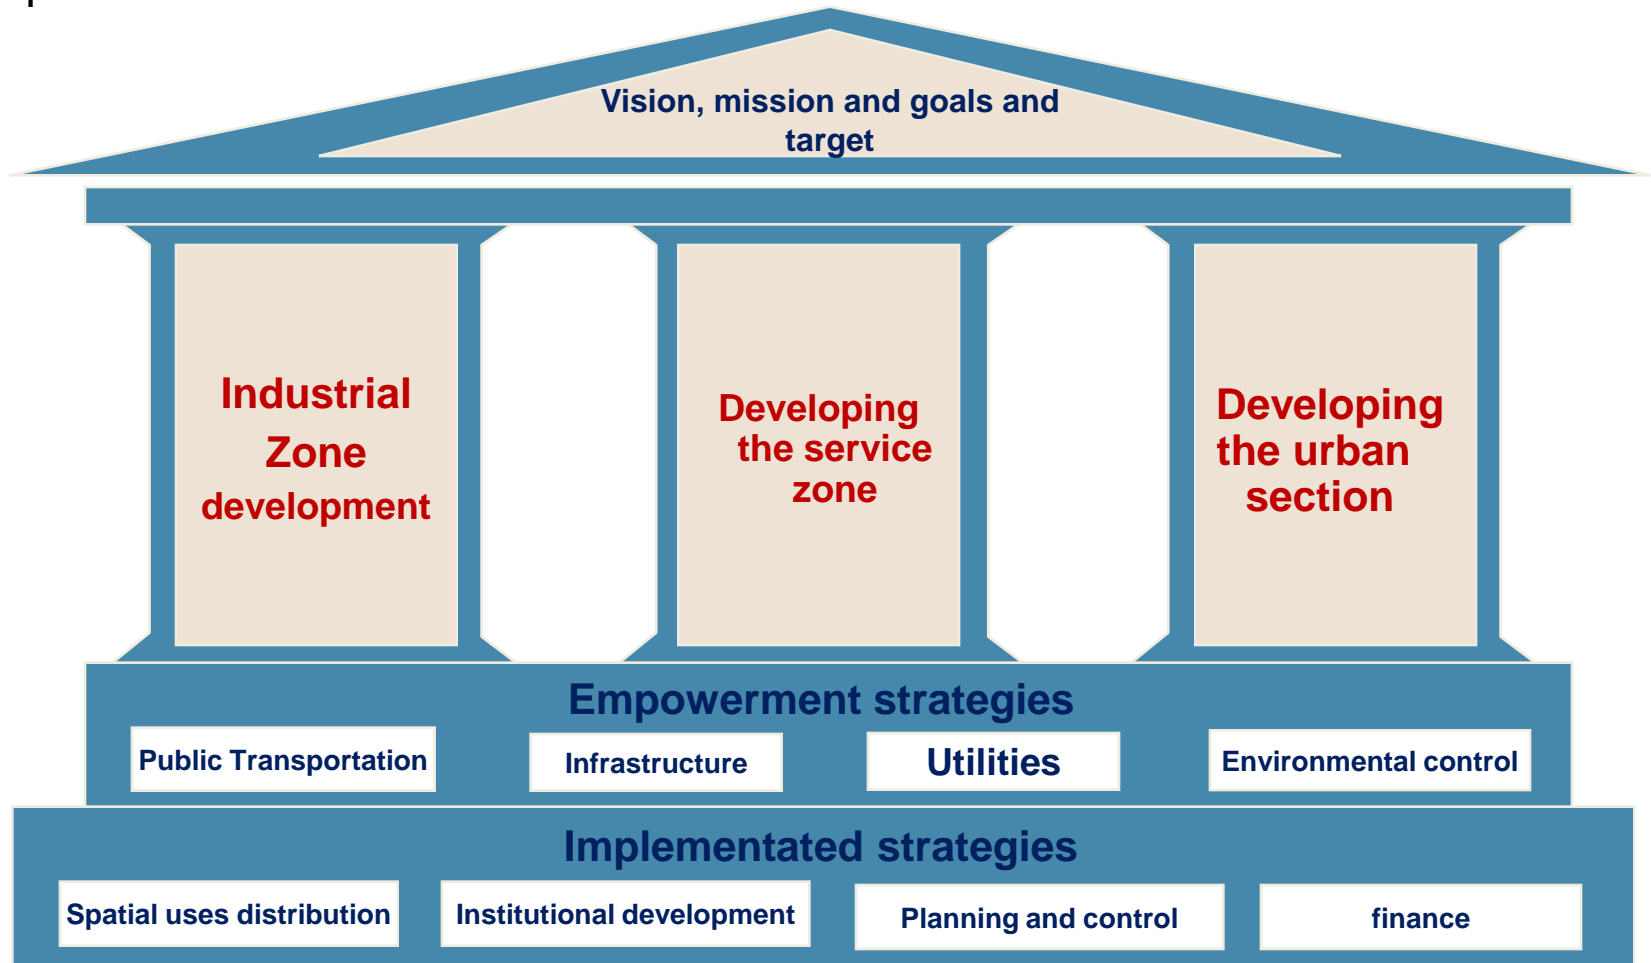 Vision, mission and goals and
target
Industrial
Zone
development
Developing
the service
zone
Developing
the urban
section
Empowerment strategies
Public Transportation
Infrastructure
Utilities
Environmental control
Implementated strategies
Spatial uses distribution
Institutional development
Planning and control
finance